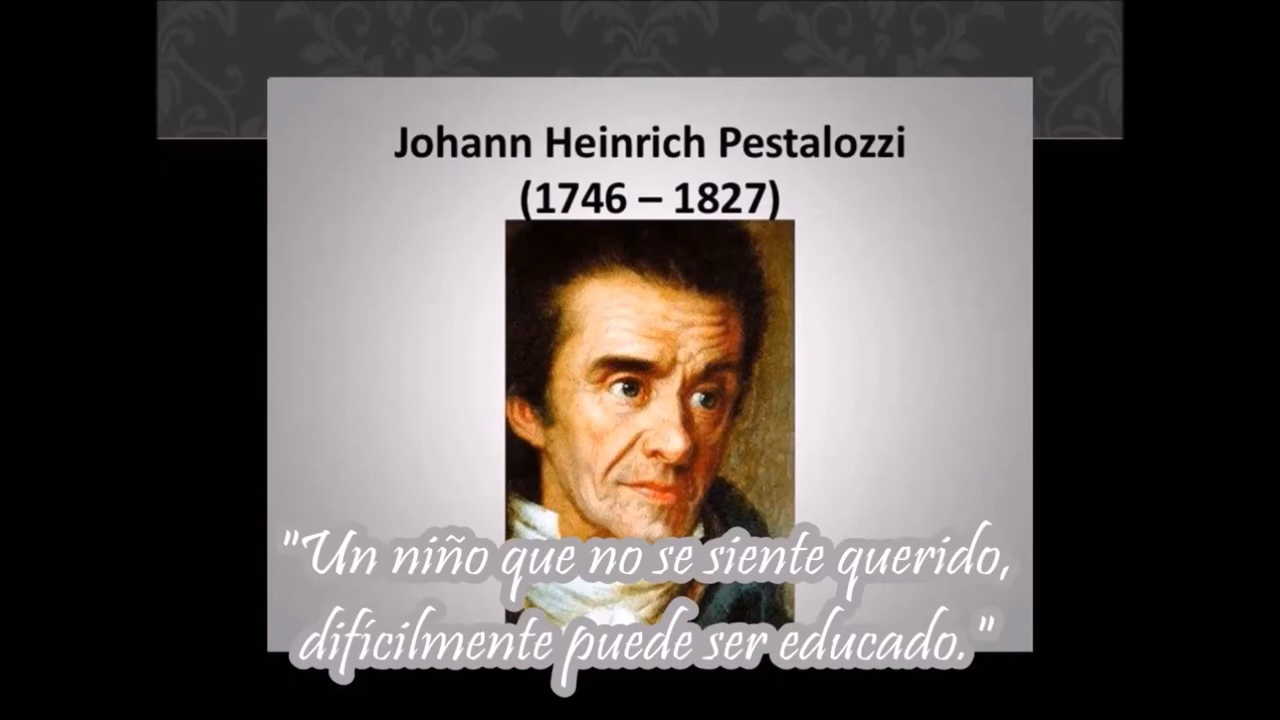 Johann Heinrich Pestalozzi
(1746 – 1827)
"Un niño que no se siente querido,
difícilmente puede ser educado."